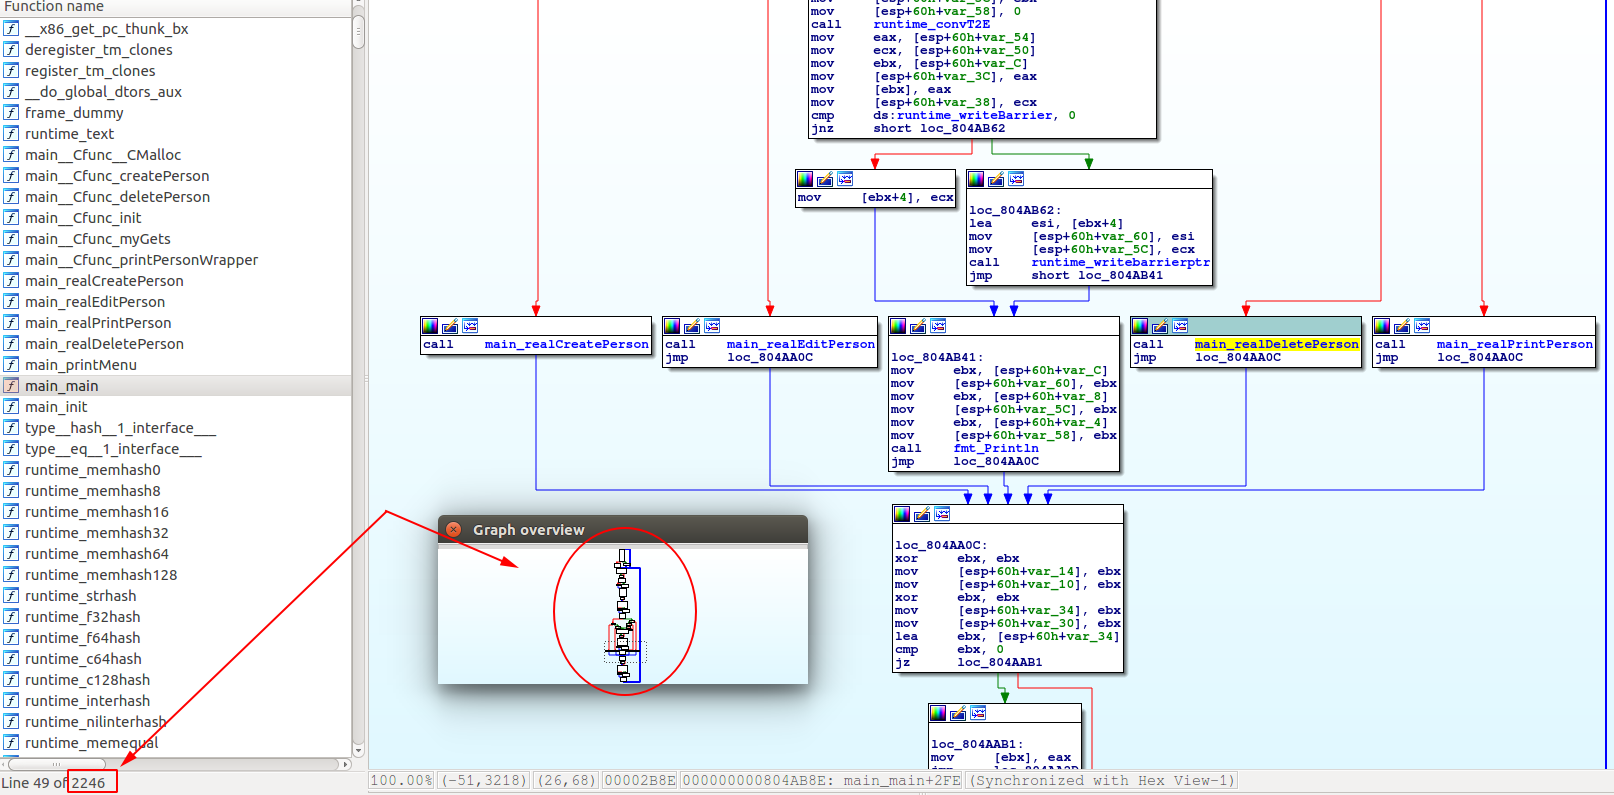 Function name
__x86_get_pc_thunk_bx
deregister_tm_clones
register_tm_clones
__do_global_dtors_aux
frame_dummy
runtime_text
main__Cfunc__CMalloc
main__Cfunc_createPerson
main__Cfunc_deletePerson
main__Cfunc_init
main__Cfunc_myGets
main__Cfunc_printPersonWrapper
main_realCreatePerson
main_realEditPerson
main_realPrintPerson
main_realDeletePerson
main_printMenu
main_main
main_init
type__hash__1_interface___
type__eq__1_interface___
runtime_memhash0
runtime_memhash8
runtime_memhash16
runtime_memhash32
runtime_memhash64
runtime_memhash128
runtime_strhash
runtime_f32hash
runtime_f64hash
runtime_c64hash
runtime_c128hash
runtime_interhash
runtime_nilinterhash
runtime_memequal
Line 49 of 2246
mov [esp+60h+var_58], 0
call runtime_convT2E
mov eax, [esp+60h+var_54]
mov ecx, [esp+60h+var_50]
mov ebx, [esp+60h+var_C]
mov [esp+60h+var_3C], eax
mov [ebx], eax
mov [esp+60h+var_38], ecx
cmp ds:runtime_writeBarrier, 0
jnz short loc_804AB62
mov [ebx+4], ecx
loc_804AB62:
lea esi, [ebx+4]
mov [esp+60h+var_60], esi
mov [esp+60h+var_5C], ecx
call runtime_writebarrierptr
jmp short loc_804AB41
call main_realCreatePerson
call main_realEditPerson
jmp loc_804AA0C
loc_804AB41:
mov ebx, [esp+60h+var_C]
mov [esp+60h+var_60], ebx
mov ebx, [esp+60h+var_8]
mov [esp+60h+var_5C], ebx
mov ebx, [esp+60h+var_4]
mov [esp+60h+var_58], ebx
call fmt_Println
jmp loc_804AA0C
call main_realDeletePerson
jmp loc_804AA0C
call main_realPrintPerson
jmp loc_804AA0C
Graph overview
loc_804AA0C:
xor ebx, ebx
mov [esp+60h+var_14], ebx
mov [esp+60h+var_10], ebx
xor ebx, ebx
mov [esp+60h+var_34], ebx
mov [esp+60h+var_30], ebx
lea ebx, [esp+60h+var_34]
cmp ebx, 0
jz loc_804AAB1
loc_804AAB1:
mov [ebx], eax
100.00% (-51,3218) (26,68) 00002B8E 000000000804AB8E: main_main+2FE (Synchronized with Hex View-1)